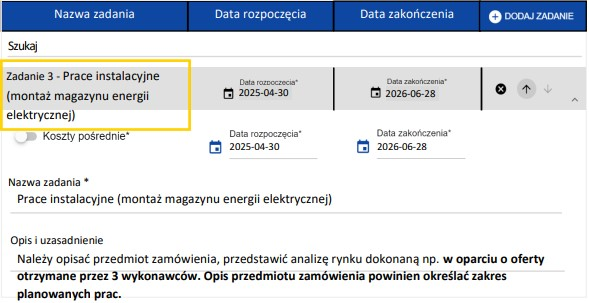 Nazwa zadania Data rozpoczęcia Data zakończenia DODAJ ZADANIE
Szukaj
Zadanie 3 - Prace instalacyjne (montaż magazynu energii elektrycznej)
Data rozpoczecia*
2025-04-30
Data zakończenia*
2026-06-28
Koszty pośrednie*
Data rozpoczęcia*
2025-04-30
Data zakończenia*
2026-06-28
Nazwa zadania *
Prace instalacyjne (montaż magazynu energii elektrycznej)
Opis i uzasadnienie
Należy opisać przedmiot zamówienia, przedstawić analizę rynku dokonaną np. w oparciu o oferty
otrzymane przez 3 wykonawców. Opis przedmiotu zamówienia powinien określać zakres
planowanych prac.